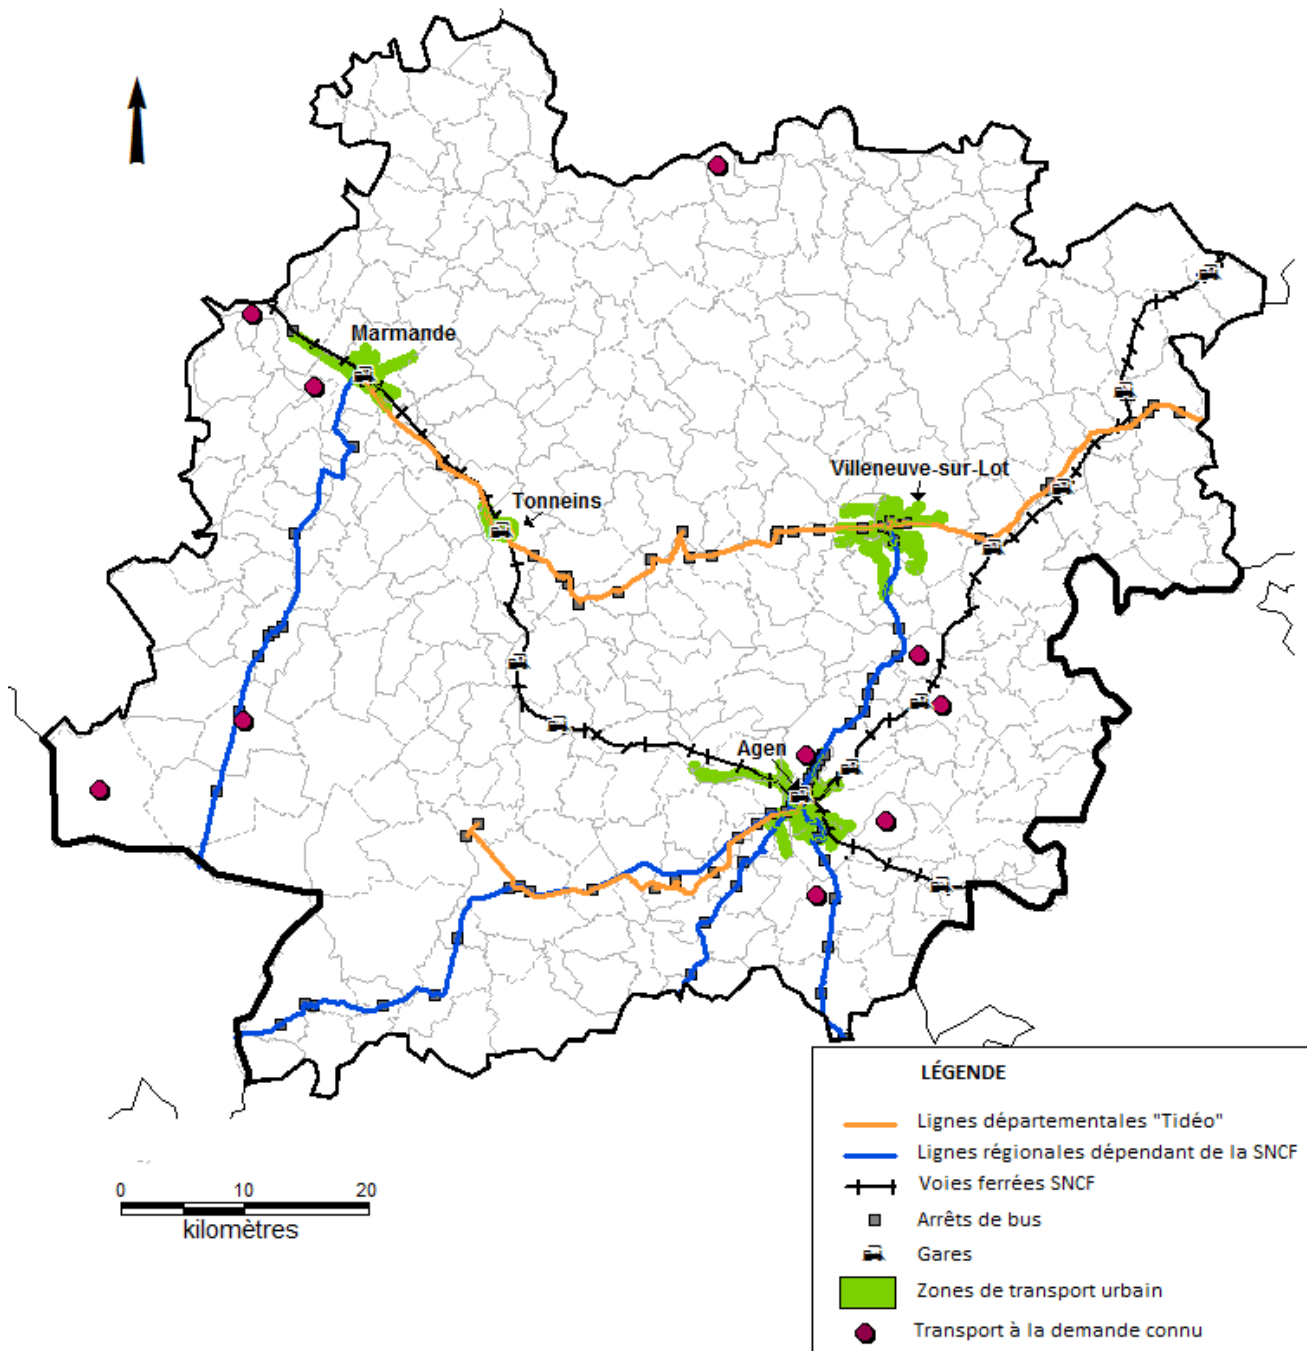 Marmande
Villeneuve-sur-Lot
Tonneins
Agen
LÉGENDE
Lignes départementales "Tidéo"
Lignes régionales dépendant de la SNCF
Voies ferrées SNCF
Arrêts de bus
Gares
Zones de transport urbain
Transport à la demande connu
0 10 20
kilomètres